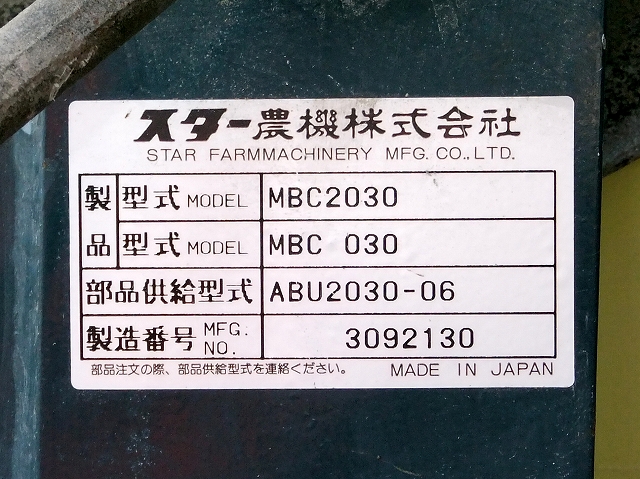 スター農機株式会社
STAR FARMMACHINERY MFG. CO.,LTD.
製品 型式 MODEL MBC2030
型式 MODEL MBC 030
部品供給型式 ABU2030-06
製造番号 MFG. NO. 3092130
部品注文の際、部品供給型式を連絡ください。 MADE IN JAPAN